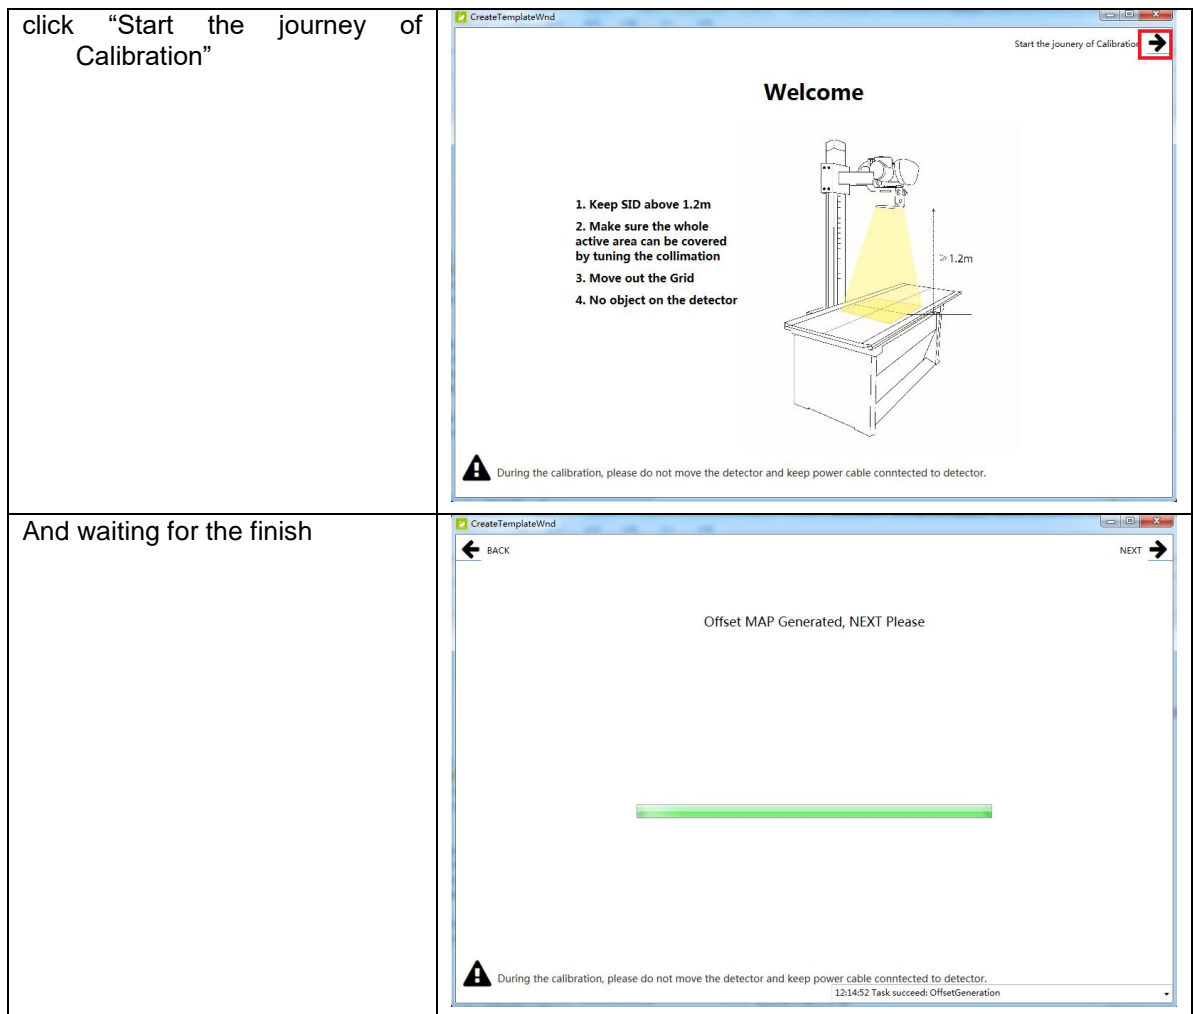 click “Start the journey of
Calibration”
CreateTemplateWnd
Start the jounery of Calibration
Welcome
1. Keep SID above 1.2m
2. Make sure the whole
active area can be covered
by tuning the collimation
3. Move out the Grid
4. No object on the detector
≥1.2m
During the calibration, please do not move the detector and keep power cable conntected to detector.
And waiting for the finish
CreateTemplateWnd
BACK
NEXT
Offset MAP Generated, NEXT Please
During the calibration, please do not move the detector and keep power cable conntected to detector.
12:14:52 Task succeed: OffsetGeneration